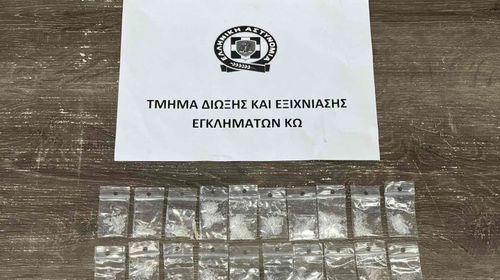 ΕΛΛΗΝΙΚΗ ΑΣΤΥΝΟΜΙΑ
ΤΜΗΜΑ ΔΙΩΞΗΣ ΚΑΙ ΕΞΙΧΝΙΑΣΗΣ
ΕΓΚΛΗΜΑΤΩΝ ΚΩ